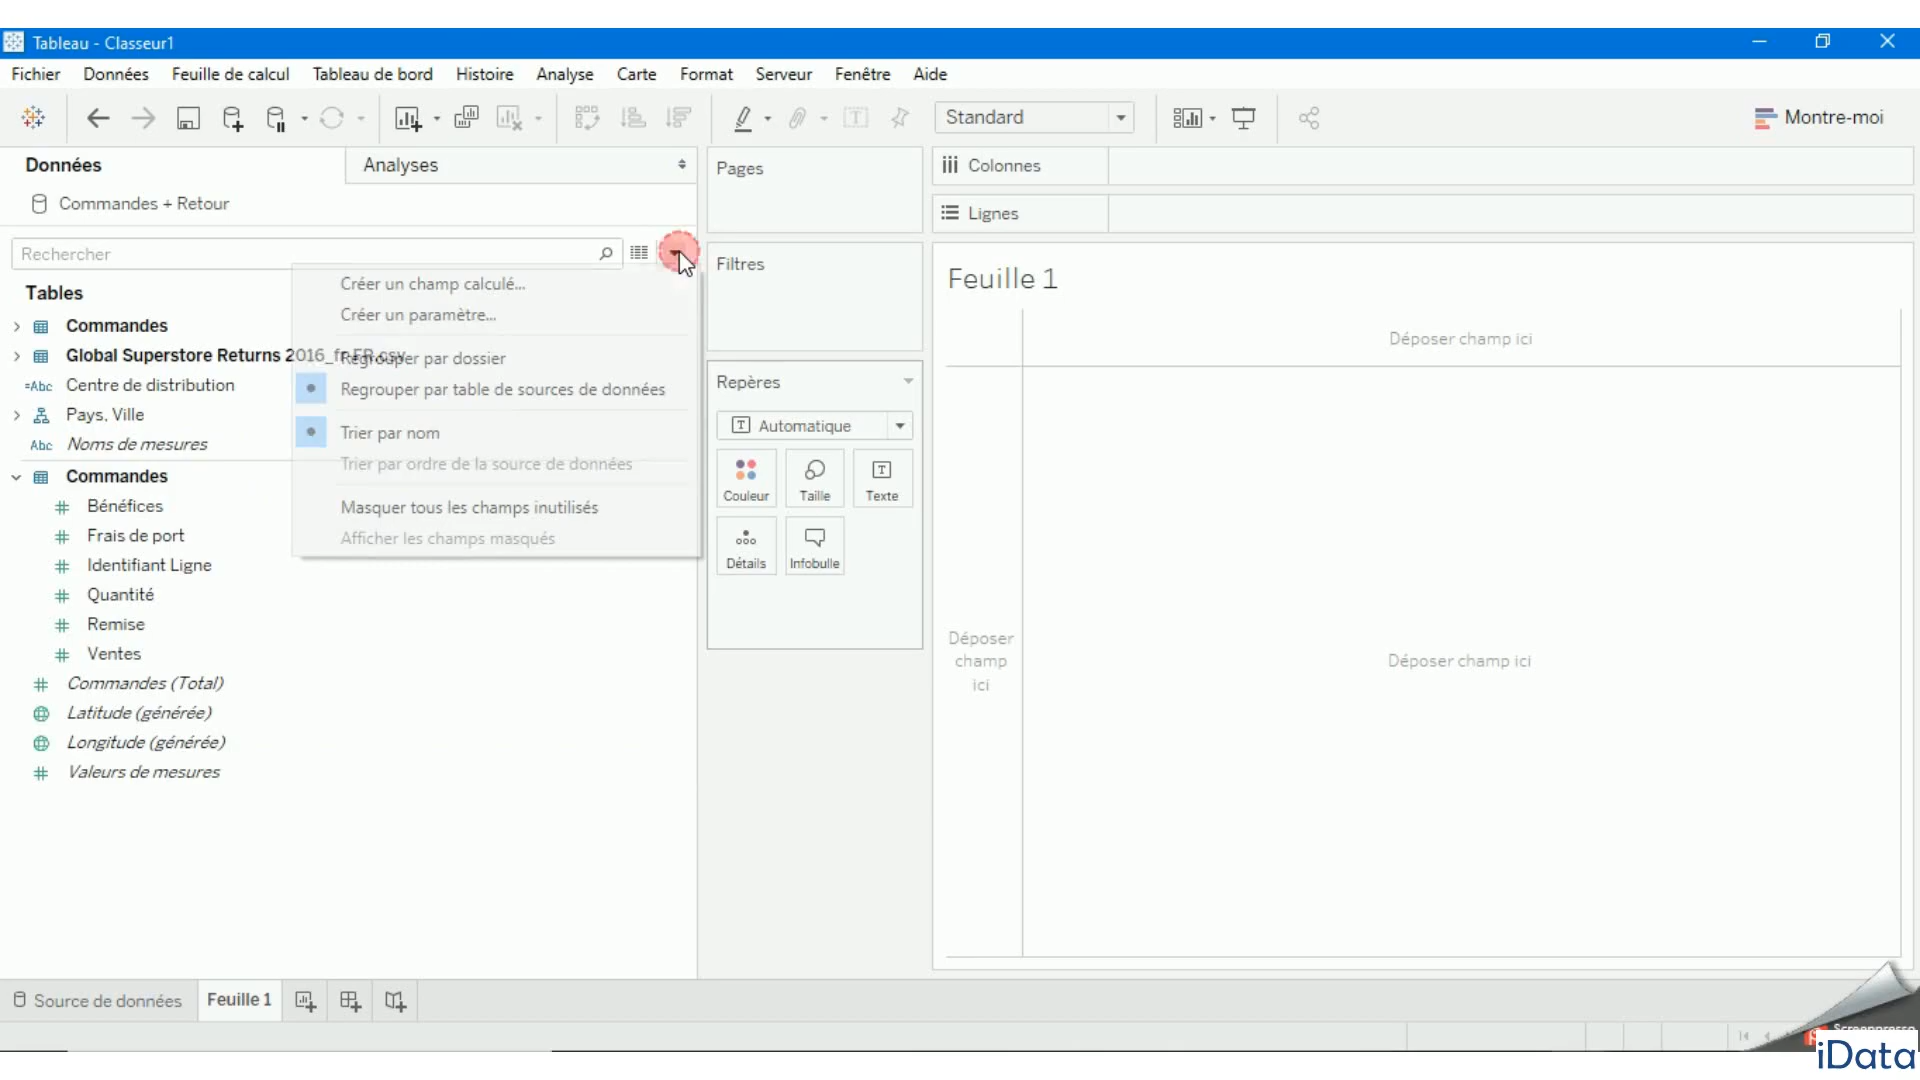 Tableau - Classeur1
Fichier Données Feuille de calcul Tableau de bord Histoire Analyse Carte Format Serveur Fenêtre Aide
Standard
Montre-moi
Données
Analyses
Commandes + Retour
Rechercher
Tables
Commandes
Global Superstore Returns 2016_fr-FR.csv
Centre de distribution
Pays, Ville
Noms de mesures
Commandes
Bénéfices
Frais de port
Identifiant Ligne
Quantité
Remise
Ventes
Commandes (Total)
Latitude (générée)
Longitude (générée)
Valeurs de mesures
Créer un champ calculé...
Créer un paramètre...
Regrouper par dossier
Regrouper par table de sources de données
Trier par nom
Trier par ordre de la source de données
Masquer tous les champs inutilisés
Afficher les champs masqués
Pages
Filtres
Repères
Automatique
Couleur
Taille
Texte
Détails
Infobulle
Colonnes
Lignes
Feuille 1
Déposer champ ici
Déposer
champ
ici
Déposer champ ici
Source de données
Feuille 1
iData